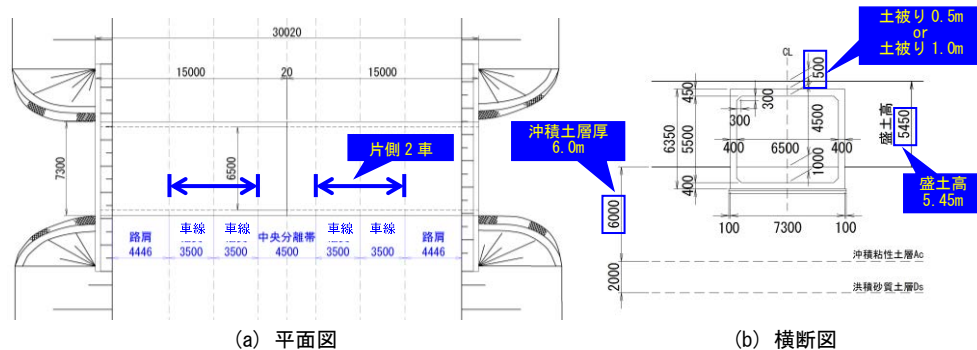 30020
15000
20
15000
7300
6500
片側2車
路肩
4446
車線
3500
車線
3500
中央分離帯
4500
車線
3500
車線
3500
路肩
4446
(a) 平面図
土被り 0.5m
or
土被り 1.0m
CL
500
450
300
300
6350
5500
4500
400
6500
400
1000
400
盛土高
5450
盛土高
5.45m
沖積土層厚
6.0m
6000
100
7300
100
沖積粘性土層Ac
2000
洪積砂質土層Ds
(b) 横断図